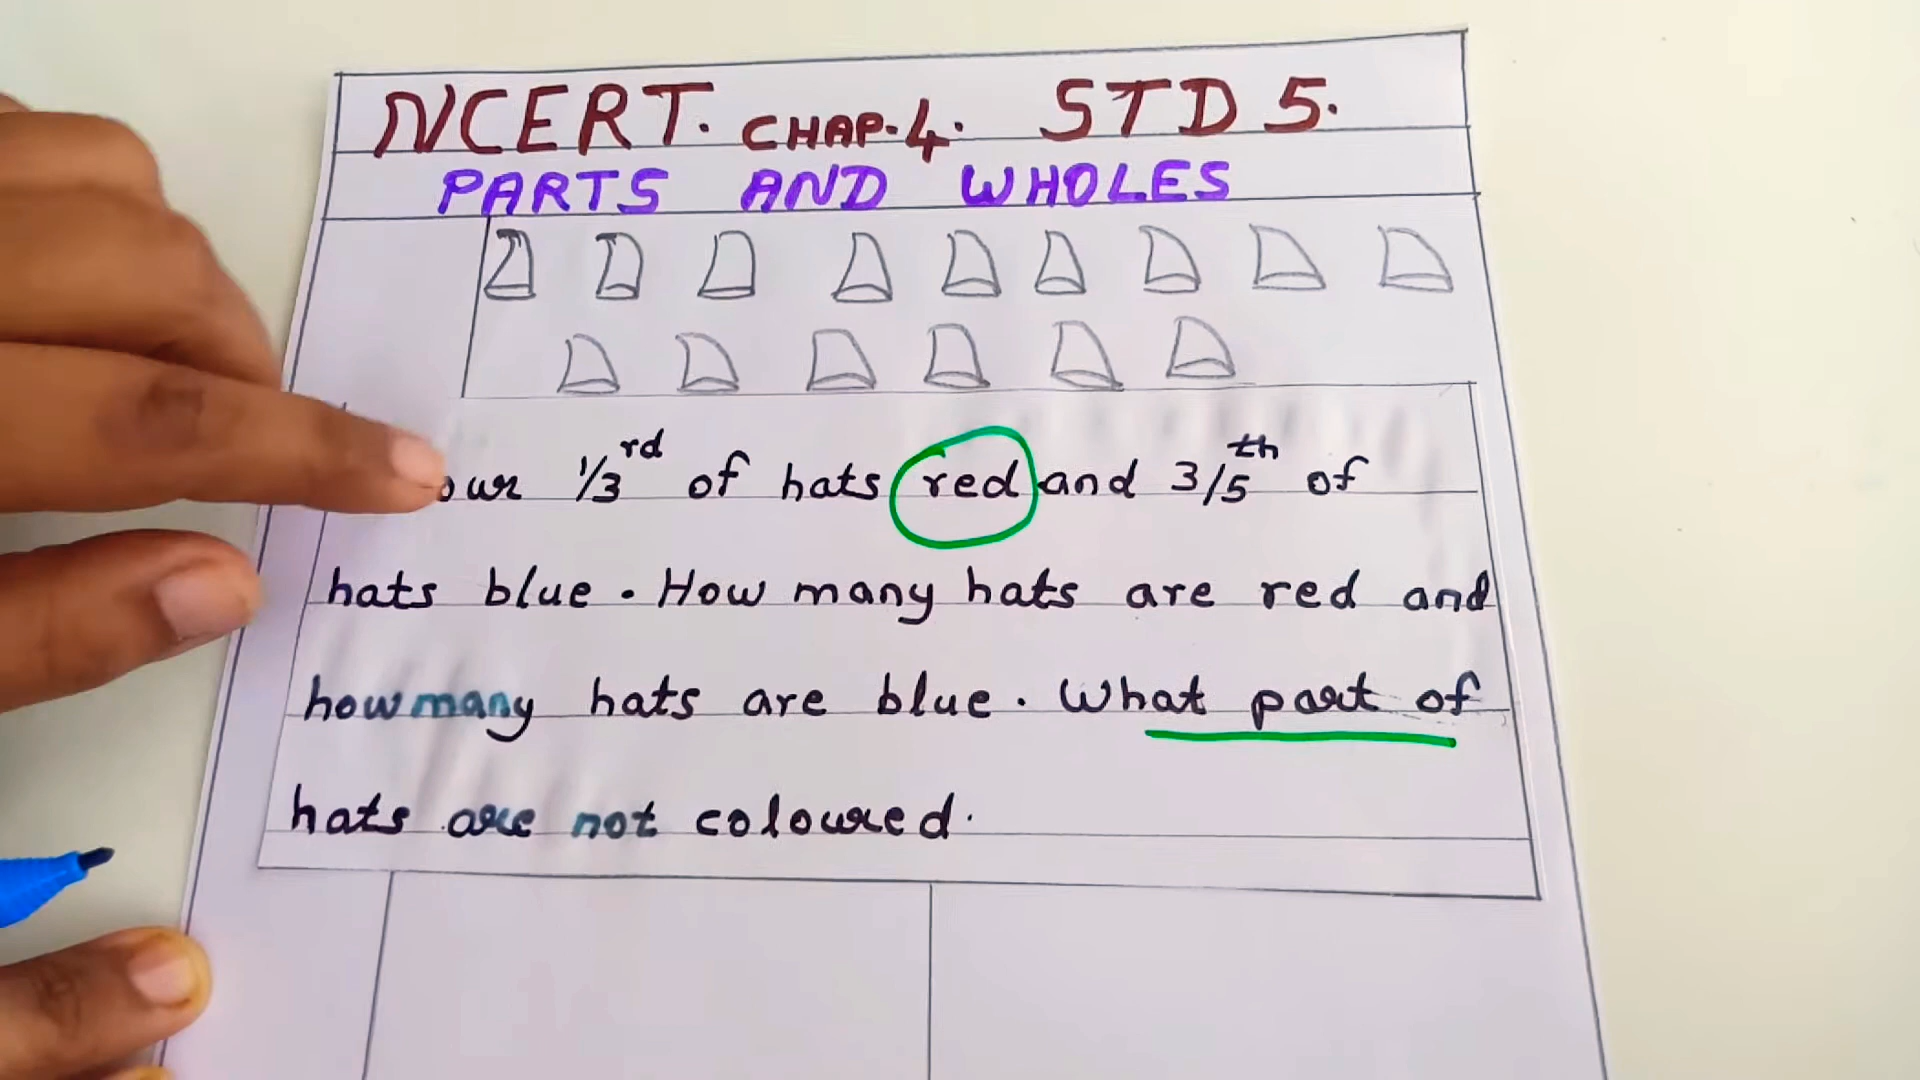 NCERT. CHAP.4. STD 5.
PARTS AND WHOLES
our 1/3rd of hats red and 3/5th of
hats blue. How many hats are red and
how many hats are blue. What part of
hats are not coloured.